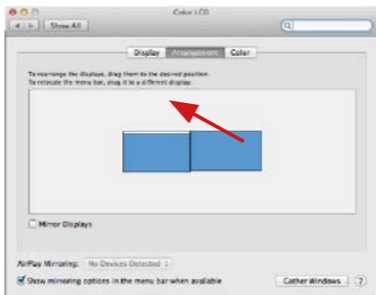 Color LCD
Show All
Display Arrangement Color
To rearrange the displays, drag them to the desired position.
To relocate the menu bar, drag it to a different display.
Mirror Displays
AirPlay Mirroring: No Devices Detected
Show mirroring options in the menu bar when available
Gather Windows ?